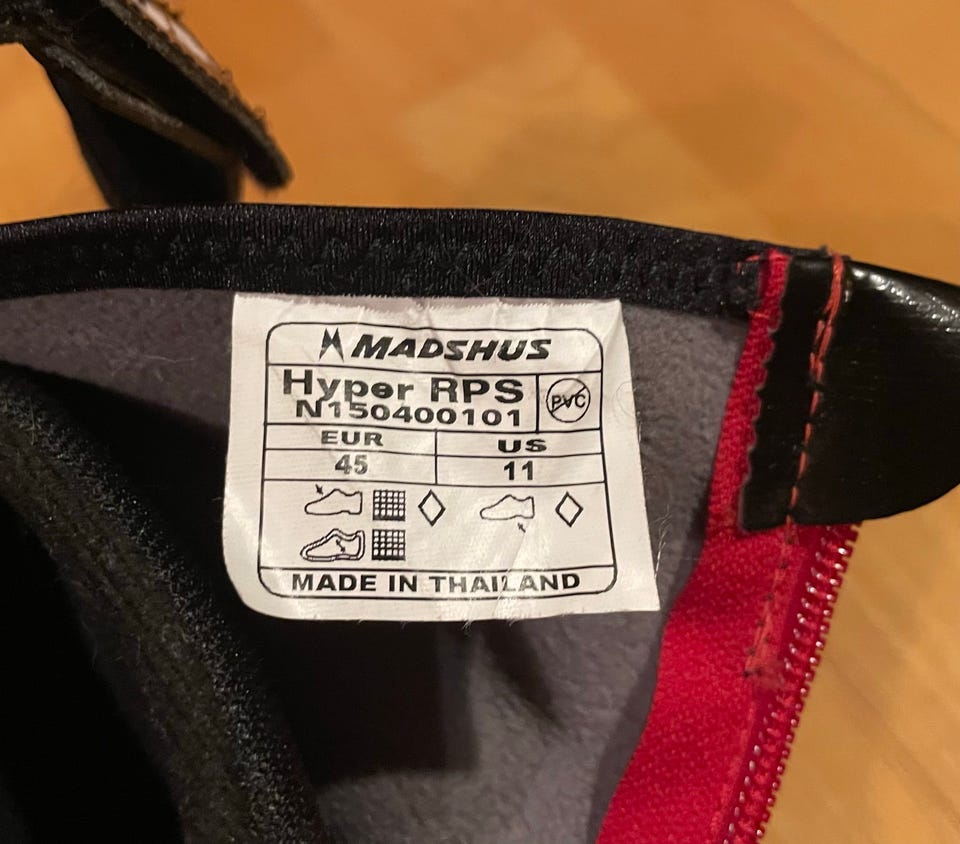 MADSHUS
Hyper RPS
N150400101
PVC
EUR US
45 11
MADE IN THAILAND